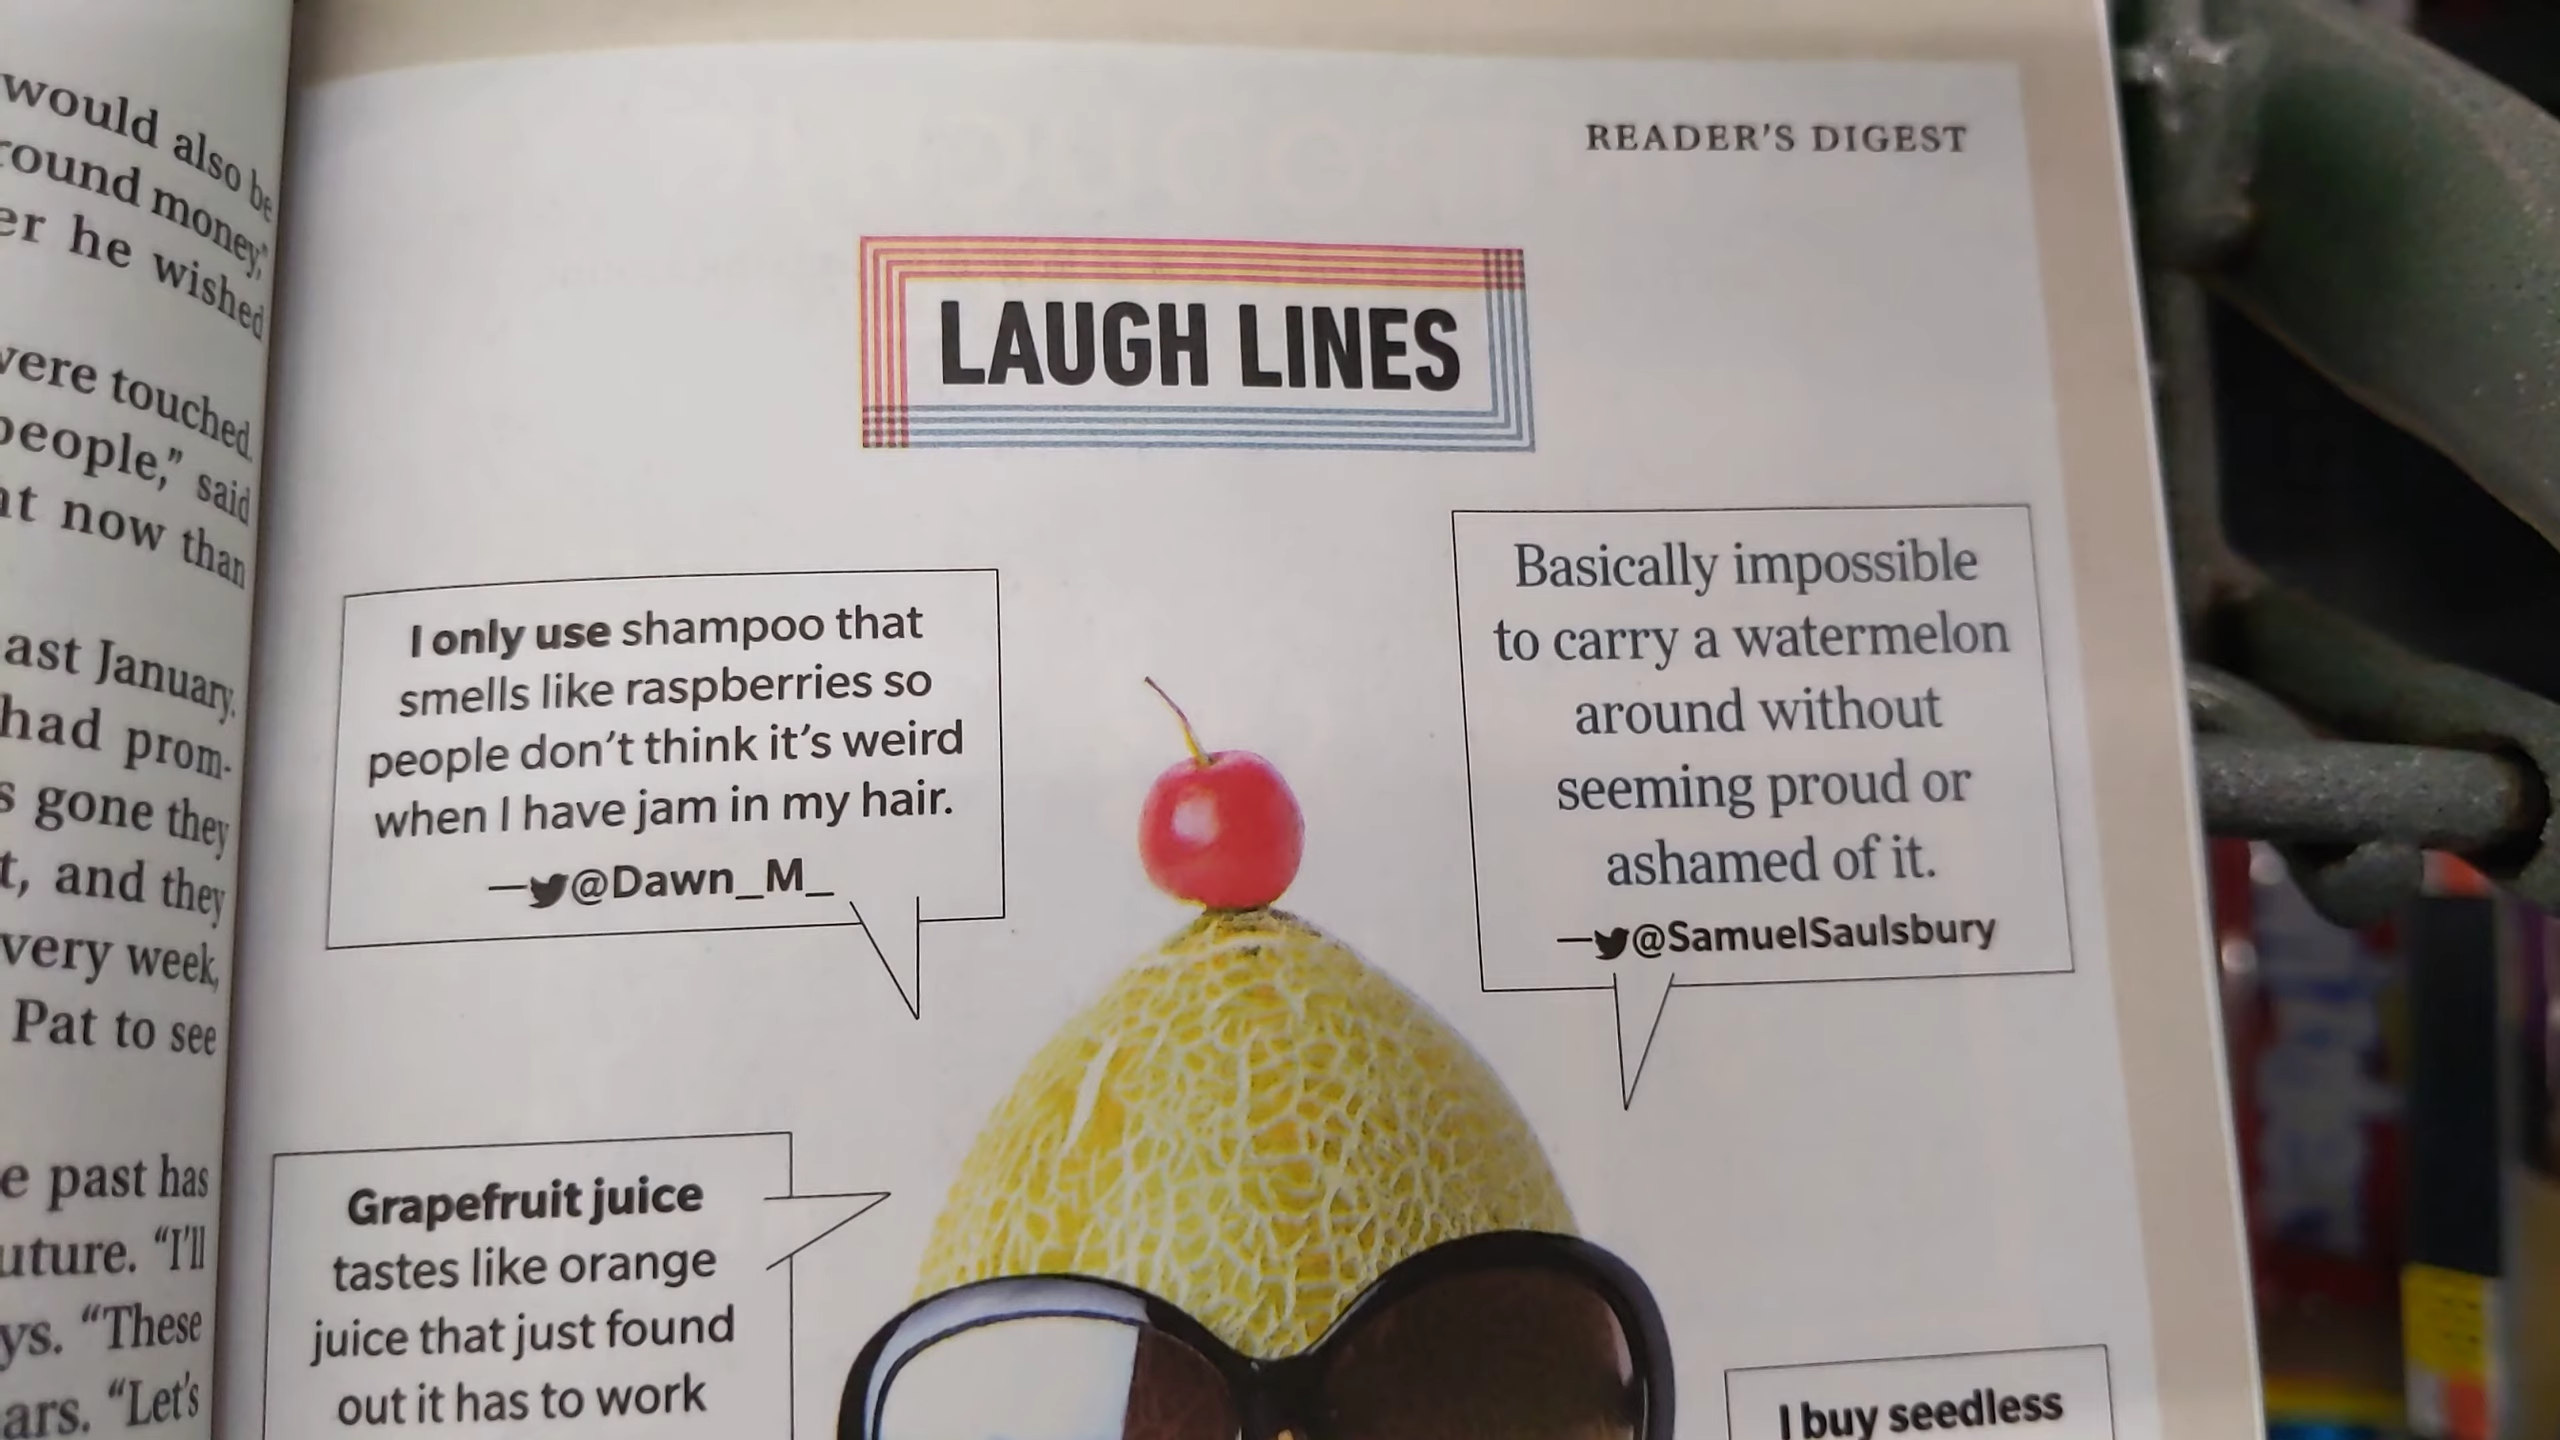 would also be
round money,"
er he wished
were touched.
people," said
at now than
ast January.
had prom-
s gone they
t, and they
very week,
Pat to see
e past has
uture. "I'll
ys. "These
ars. "Let's
READER'S DIGEST
LAUGH LINES
I only use shampoo that
smells like raspberries so
people don't think it's weird
when I have jam in my hair.
—@Dawn_M_
Basically impossible
to carry a watermelon
around without
seeming proud or
ashamed of it.
—@SamuelSaulsbury
Grapefruit juice
tastes like orange
juice that just found
out it has to work
I buy seedless